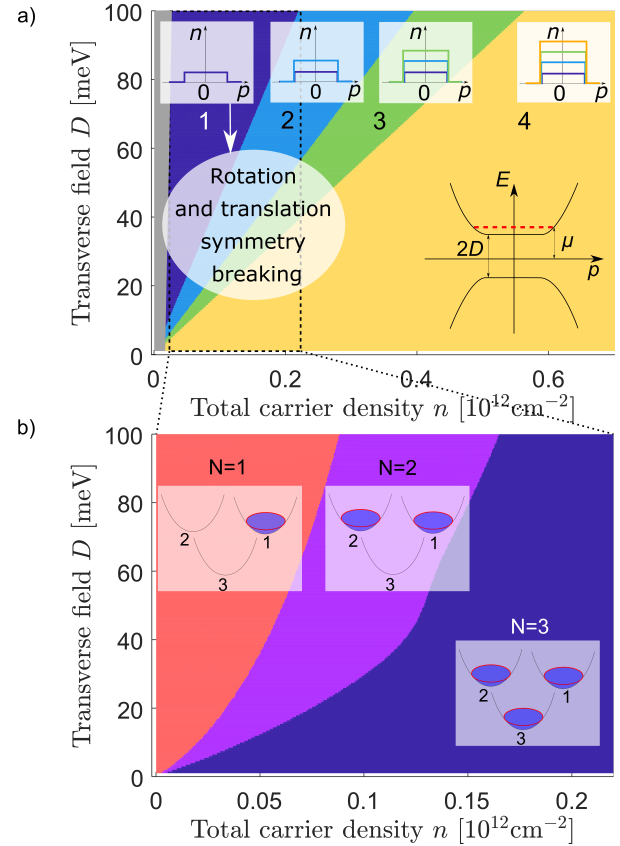 a)
Transverse field D [meV]
100
80
60
40
20
0
n
0
p
n
0
p
n
0
p
n
0
p
1
2
3
4
Rotation
and translation
symmetry
breaking
E
2D
μ
p
0
0.2
0.4
0.6
Total carrier density n [10¹²cm⁻²]
b)
Transverse field D [meV]
100
80
60
40
20
0
N=1
2
1
3
N=2
2
1
3
N=3
2
1
3
0
0.05
0.1
0.15
0.2
Total carrier density n [10¹²cm⁻²]